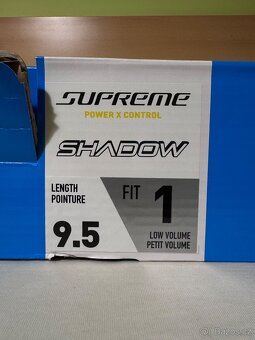 SUPREME
POWER X CONTROL
SHADOW
LENGTH
POINTURE
9.5
FIT
1
LOW VOLUME
PETIT VOLUME